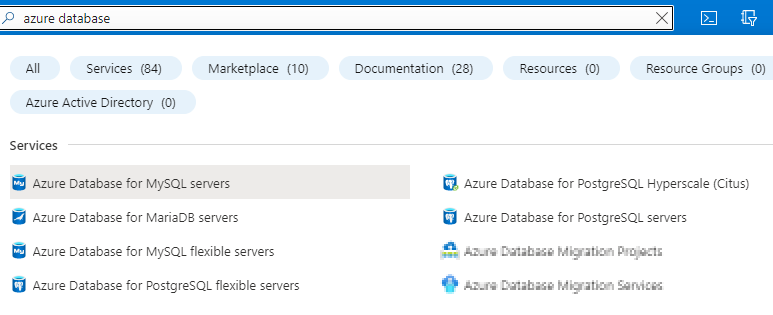 azure database
All Services (84) Marketplace (10) Documentation (28) Resources (0) Resource Groups (0)
Azure Active Directory (0)
Services
Azure Database for MySQL servers
Azure Database for MariaDB servers
Azure Database for MySQL flexible servers
Azure Database for PostgreSQL flexible servers
Azure Database for PostgreSQL Hyperscale (Citus)
Azure Database for PostgreSQL servers
Azure Database Migration Projects
Azure Database Migration Services